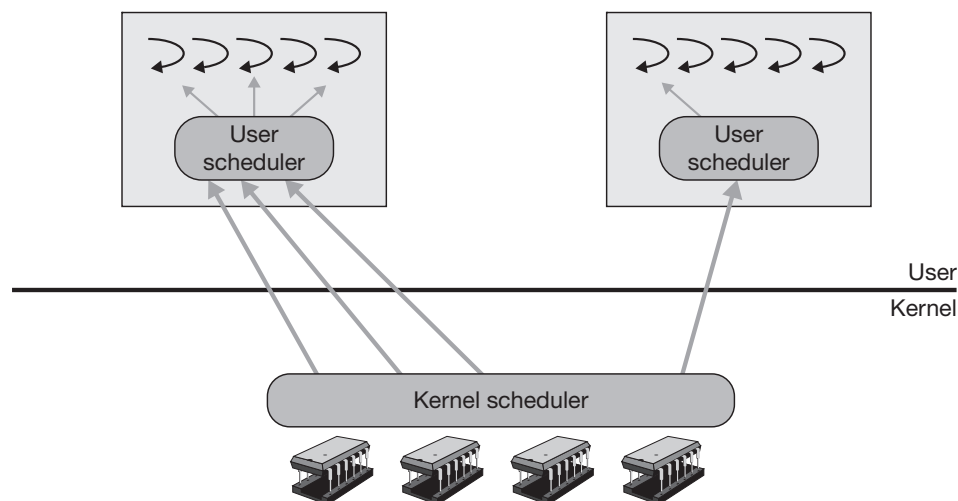 User
scheduler
User
scheduler
User
Kernel
Kernel scheduler